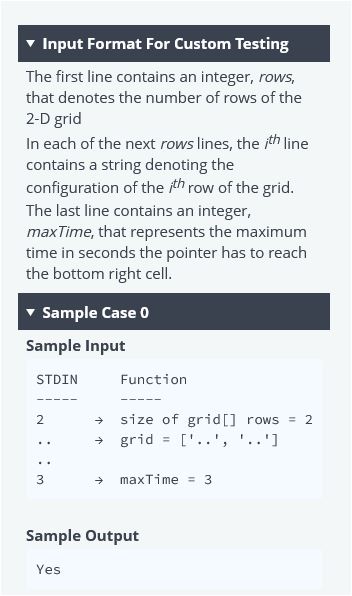 ▼ Input Format For Custom Testing
The first line contains an integer, rows,
that denotes the number of rows of the
2-D grid
In each of the next rows lines, the ith line
contains a string denoting the
configuration of the ith row of the grid.
The last line contains an integer,
maxTime, that represents the maximum
time in seconds the pointer has to reach
the bottom right cell.
▼ Sample Case 0
Sample Input
STDIN Function
----- -----
2 → size of grid[] rows = 2
.. → grid = ['..', '..']
..
3 → maxTime = 3
Sample Output
Yes